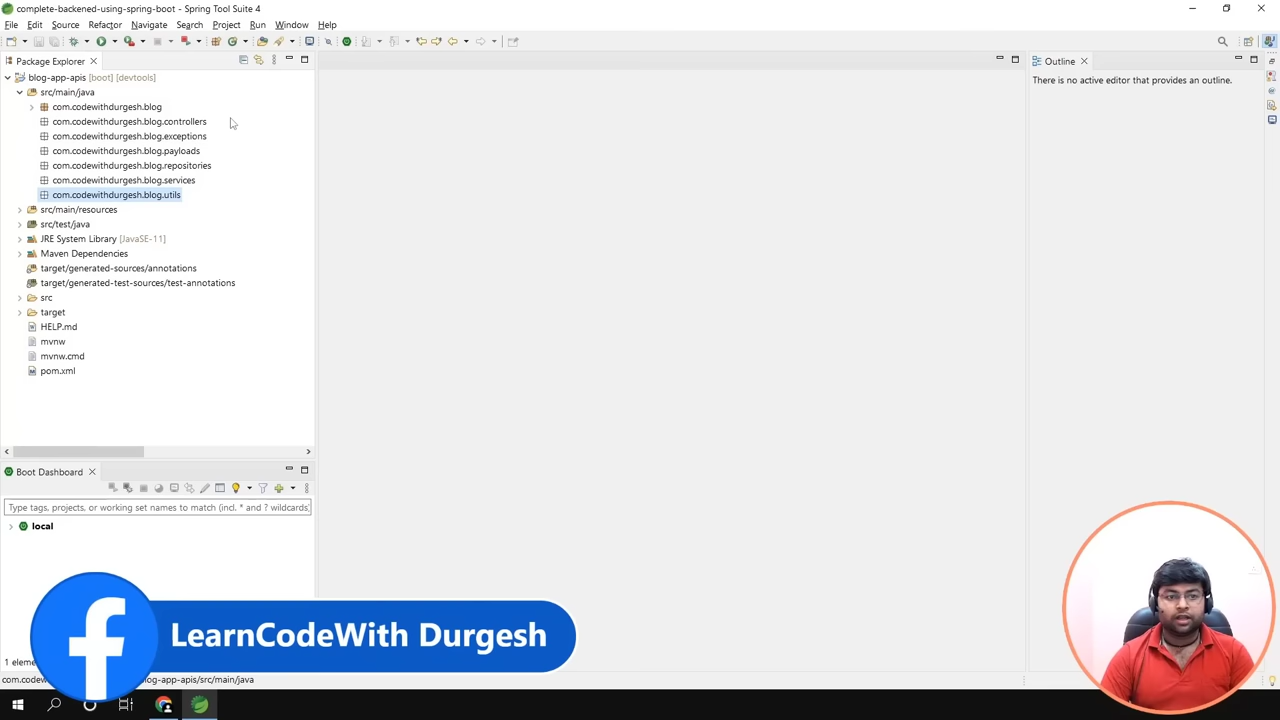 complete-backened-using-spring-boot - Spring Tool Suite 4
File Edit Source Refactor Navigate Search Project Run Window Help
Package Explorer
blog-app-apis [boot] [devtools]
src/main/java
com.codewithdurgesh.blog
com.codewithdurgesh.blog.controllers
com.codewithdurgesh.blog.exceptions
com.codewithdurgesh.blog.payloads
com.codewithdurgesh.blog.repositories
com.codewithdurgesh.blog.services
com.codewithdurgesh.blog.utils
src/main/resources
src/test/java
JRE System Library [JavaSE-11]
Maven Dependencies
target/generated-sources/annotations
target/generated-test-sources/test-annotations
src
target
HELP.md
mvnw
mvnw.cmd
pom.xml
Outline
There is no active editor that provides an outline.
Boot Dashboard
Type tags, projects, or working set names to match (incl. * and ? wildcards)
local
LearnCodeWith Durgesh
1 eleme
com.co
log-app-apis/src/main/java